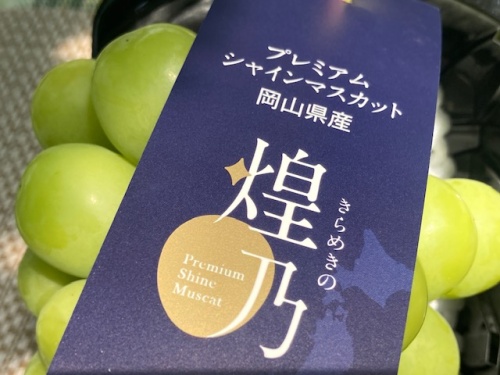 プレミアム
シャインマスカット
岡山県産
煌乃
きらめきの
Premium
Shine
Muscat